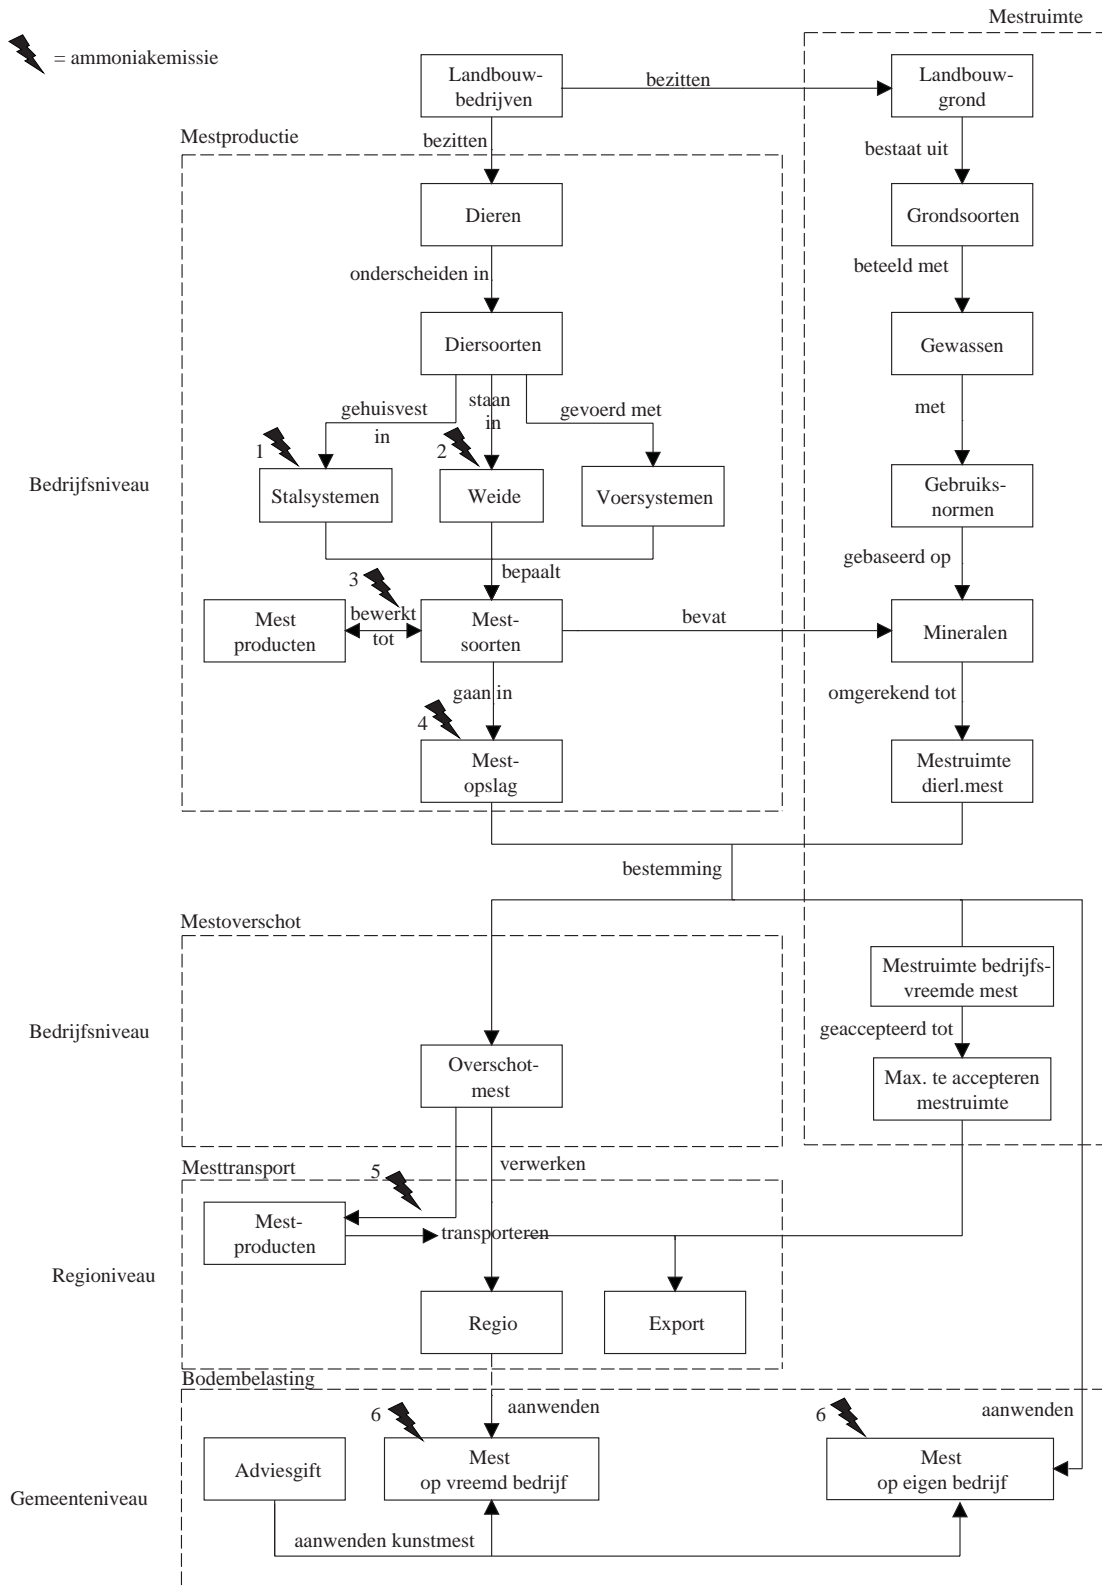 Mestruimte
= ammoniakemissie
Landbouw-
bedrijven
bezitten
Landbouw-
grond
Mestproductie
bezitten
bestaat uit
Dieren
Grondsoorten
onderscheiden in
beteeld met
Diersoorten
Gewassen
gehuisvest
in
staan
in
gevoerd met
met
1
2
Bedrijfsniveau
Stalsystemen
Weide
Voersystemen
Gebruiks-
normen
bepaalt
gebaseerd op
3
Mest
producten
bewerkt
tot
Mest-
soorten
bevat
Mineralen
gaan in
omgerekend tot
4
Mest-
opslag
Mestruimte
dierl.mest
bestemming
Mestoverschot
Mestruimte bedrijfs-
vreemde mest
Bedrijfsniveau
geaccepteerd tot
Overschot-
mest
Max. te accepteren
mestruimte
Mesttransport
5
verwerken
Mest-
producten
transporteren
Regioniveau
Regio
Export
Bodembelasting
6
aanwenden
6
aanwenden
Adviesgift
Mest
op vreemd bedrijf
Mest
op eigen bedrijf
Gemeenteniveau
aanwenden kunstmest